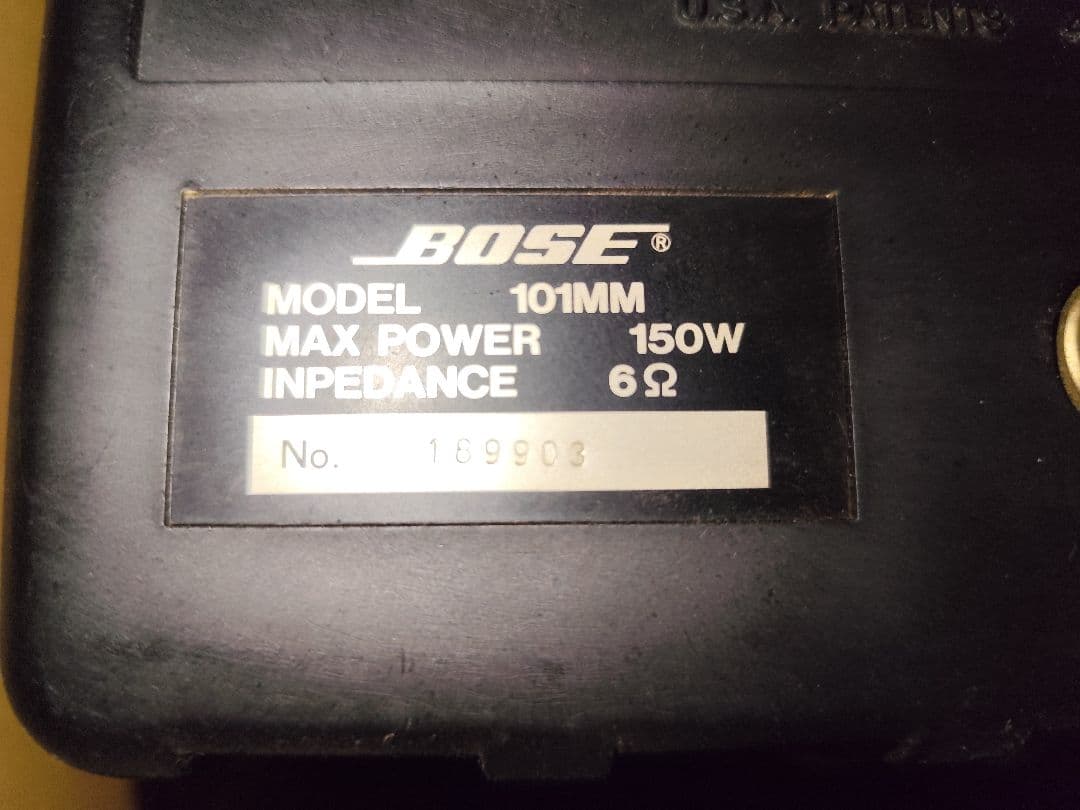 U.S.A. PATENTS
BOSE®
MODEL 101MM
MAX POWER 150W
INPEDANCE 6Ω
No. 189903